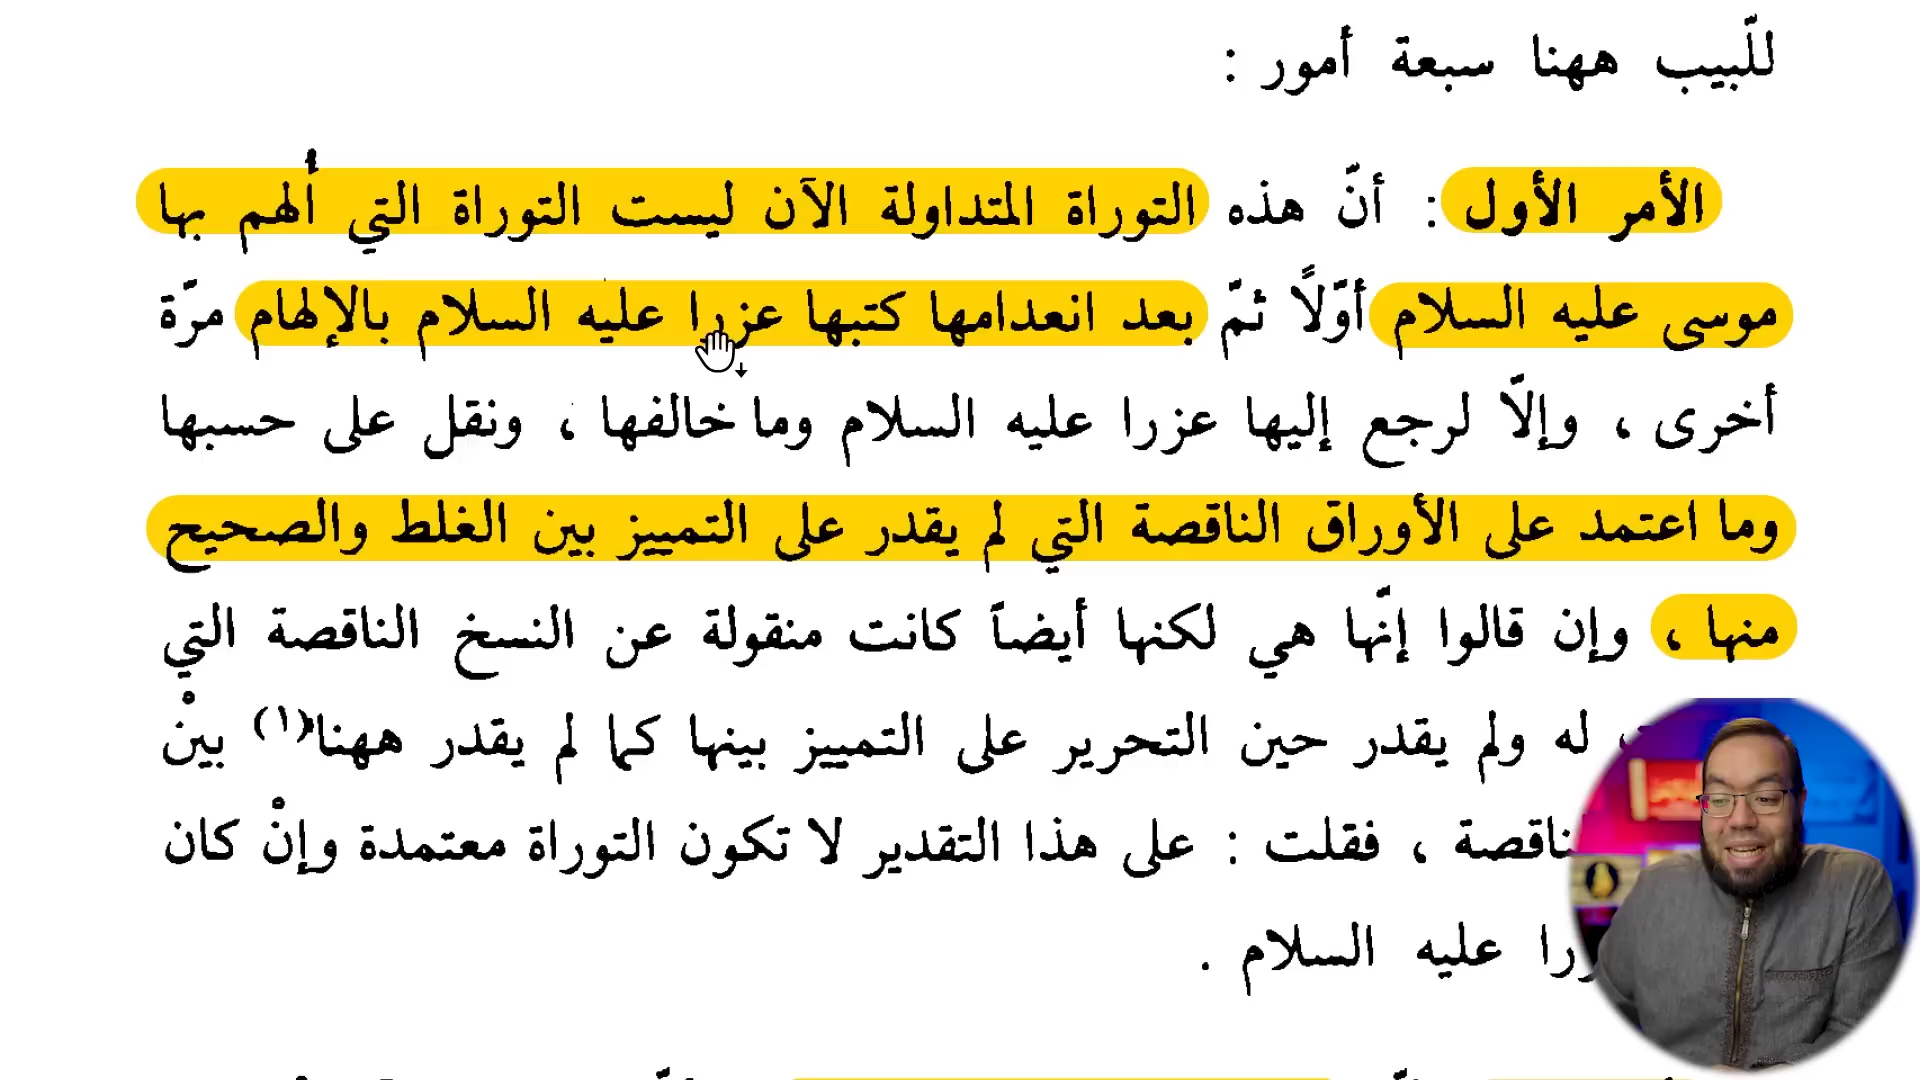 للّبيب ههنا سبعة أمور :
الأمر الأول : أنّ هذه التوراة المتداولة الآن ليست التوراة التي أُلهم بها
موسى عليه السلام أوّلاً ثمّ بعد انعدامها كتبها عزرا عليه السلام بالإلهام مرّة
أخرى ، وإلاّ لرجع إليها عزرا عليه السلام وما خالفها ، ونقل على حسبها
وما اعتمد على الأوراق الناقصة التي لم يقدر على التمييز بين الغلط والصحيح
منها ، وإن قالوا إنّها هي لكنها أيضاً كانت منقولة عن النسخ الناقصة التي
له ولم يقدر حين التحرير على التمييز بينها كما لم يقدر ههنا(١) بينْ
ناقصة ، فقلت : على هذا التقدير لا تكون التوراة معتمدة وإنْ كان
عليه السلام .